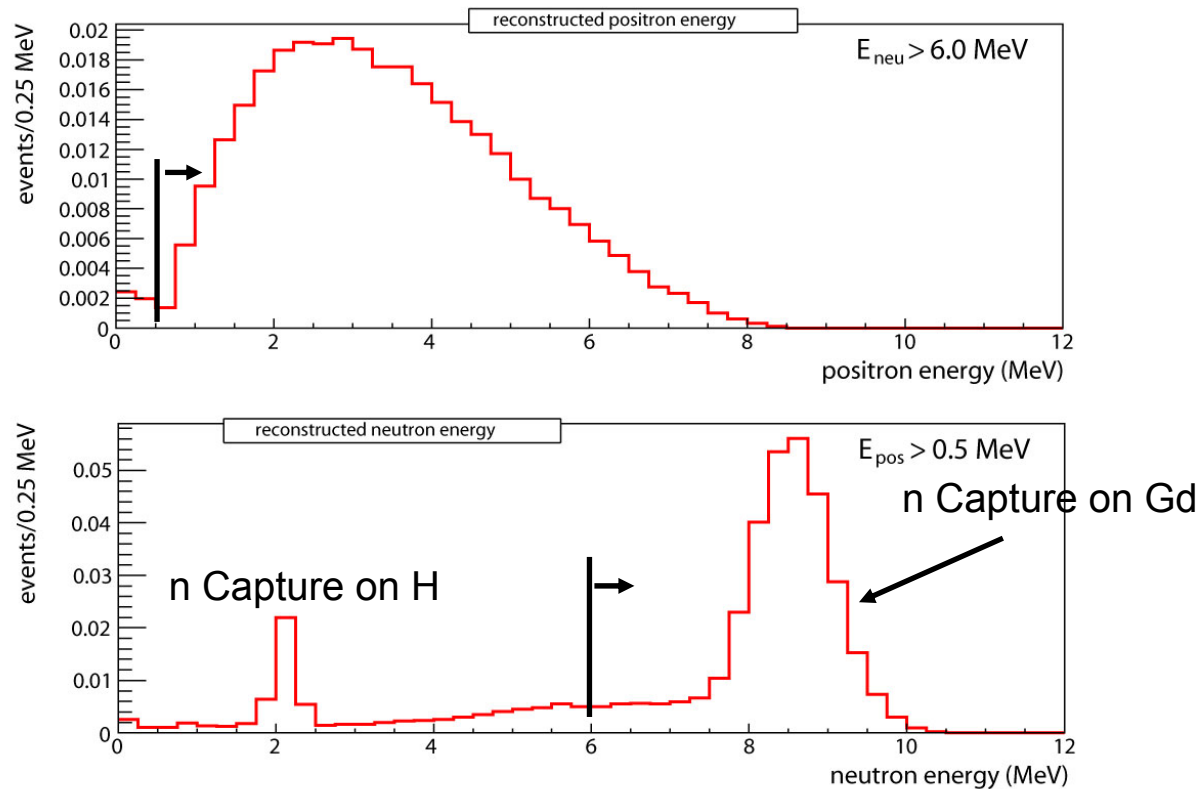 reconstructed positron energy
E_neu > 6.0 MeV
events/0.25 MeV
0.02
0.018
0.016
0.014
0.012
0.01
0.008
0.006
0.004
0.002
0
0 2 4 6 8 10 12
positron energy (MeV)
reconstructed neutron energy
E_pos > 0.5 MeV
n Capture on Gd
n Capture on H
events/0.25 MeV
0.05
0.04
0.03
0.02
0.01
0
0 2 4 6 8 10 12
neutron energy (MeV)